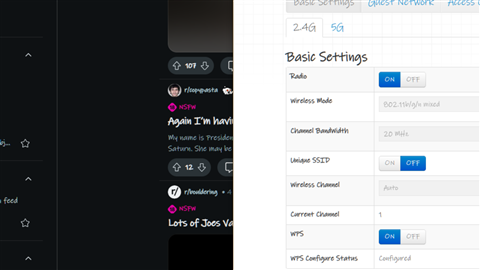 107
r/copypasta
NSFW
Again I'm havin
My name is Presiden
Saturn. She may be
12
r/bouldering • 4
NSFW
Lots of Joes Va
feed
Basic Settings
Guest Network
Access C
2.4G
5G
Basic Settings
Radio
ON OFF
Wireless Mode
802.11b/g/n mixed
Channel Bandwidth
20 MHz
Unique SSID
ON OFF
Wireless Channel
Auto
Current Channel
1
WPS
ON OFF
WPS Configure Status
Configured